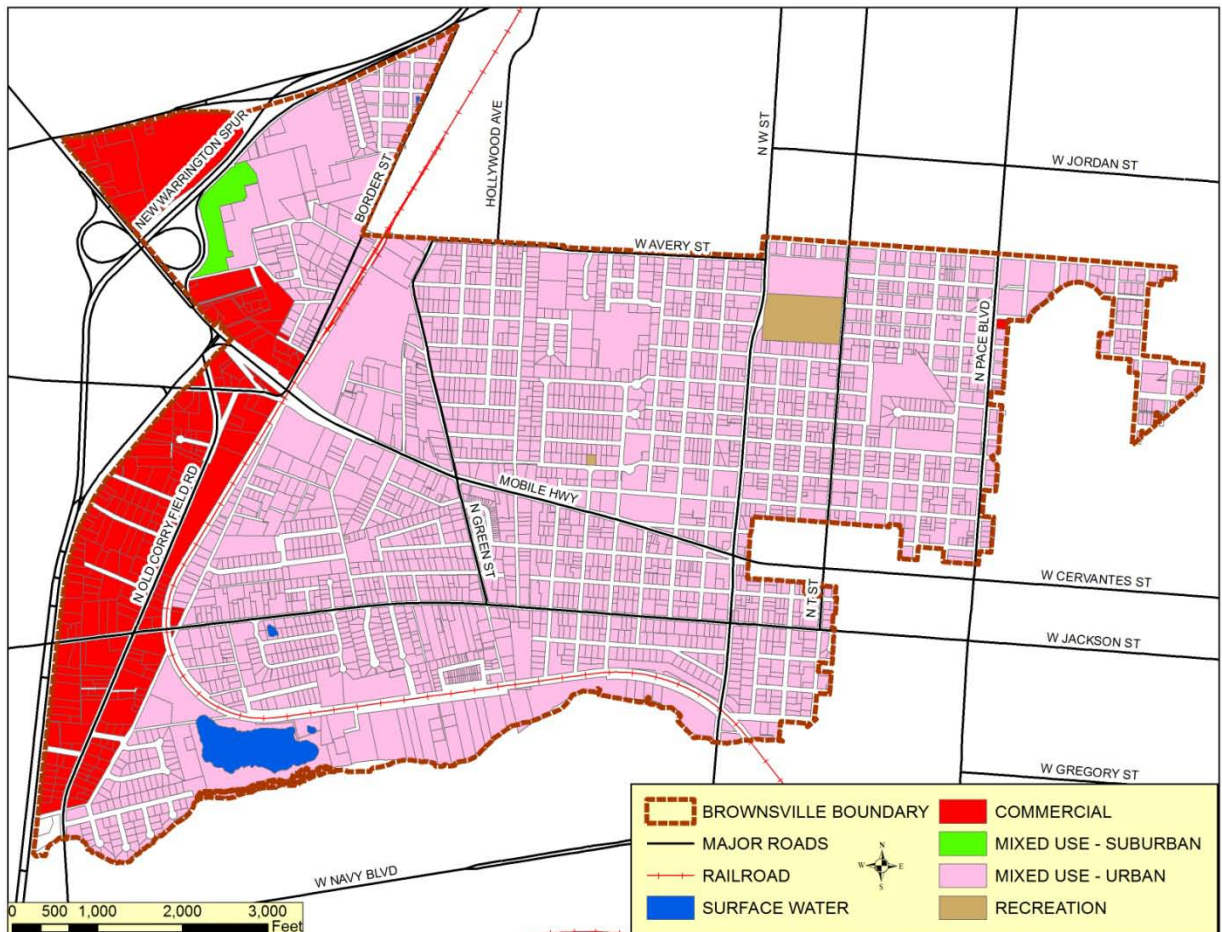 NEW WARRINGTON SPUR
BORDER ST
HOLLYWOOD AVE
N W ST
W JORDAN ST
W AVERY ST
N PACE BLVD
N OLD CORRY FIELD RD
MOBILE HWY
N GREEN ST
N T ST
W CERVANTES ST
W JACKSON ST
W GREGORY ST
W NAVY BLVD
BROWNSVILLE BOUNDARY
MAJOR ROADS
RAILROAD
SURFACE WATER
N
W E
S
COMMERCIAL
MIXED USE - SUBURBAN
MIXED USE - URBAN
RECREATION
0 500 1,000 2,000 3,000
Feet